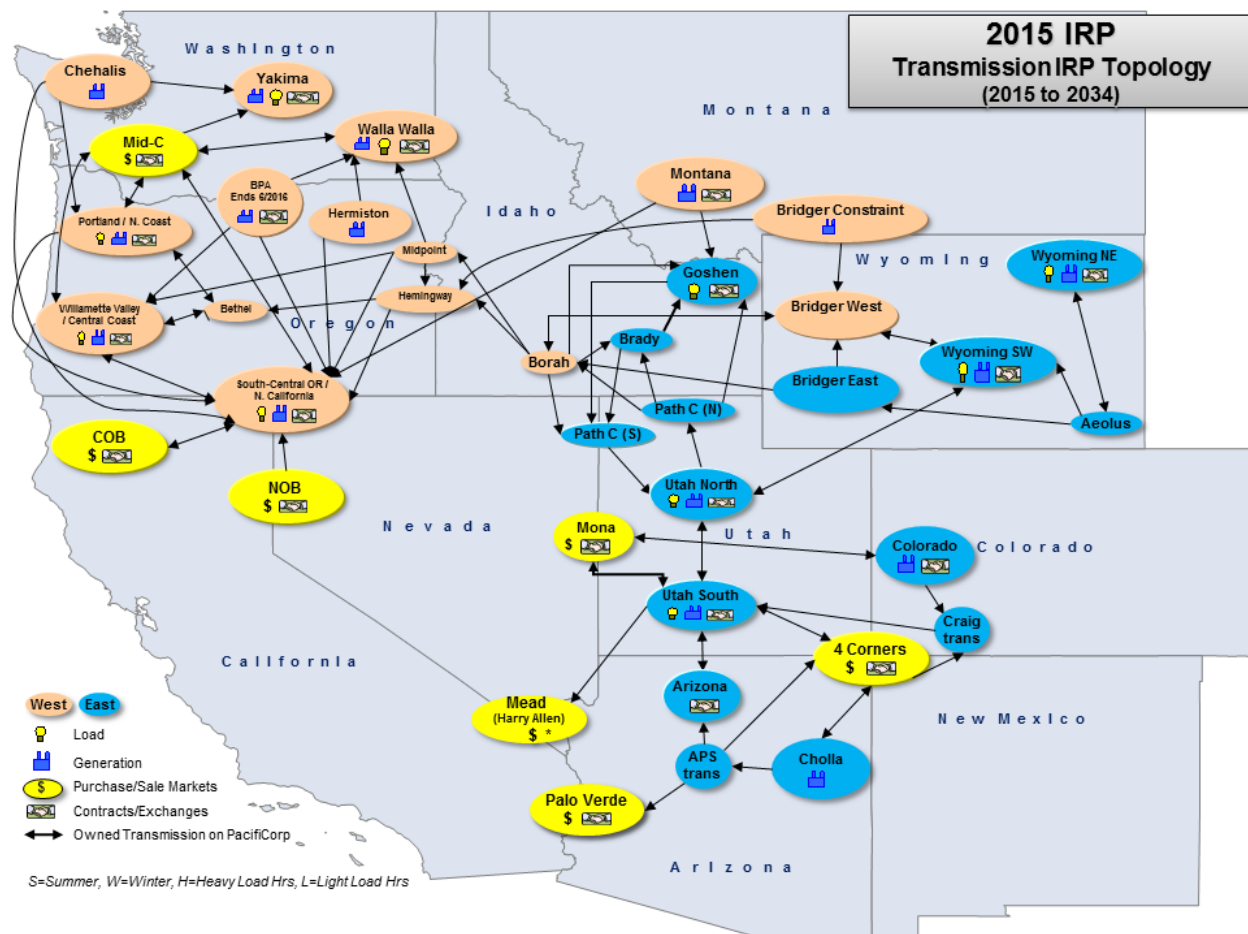 2015 IRP
Transmission IRP Topology
(2015 to 2034)
Washington
Chehalis
Yakima
Montana
Walla Walla
Mid-C
$
BPA
Ends 6/2016
Montana
Portland / N. Coast
Hermiston
Idaho
Bridger Constraint
Midpoint
Goshen
Wyoming
Wyoming NE
Hemingway
Willamette Valley
/ Central Coast
Bethel
Oregon
Bridger West
Brady
Borah
Wyoming SW
Bridger East
South-Central OR /
N. California
Path C (N)
Aeolus
COB
$
Path C (S)
NOB
$
Utah North
Nevada
Mona
$
Utah
Colorado
Colorado
Utah South
Craig
trans
California
4 Corners
$
Arizona
Mead
(Harry Allen)
$ *
New Mexico
West
East
Load
Generation
$
Purchase/Sale Markets
Contracts/Exchanges
Owned Transmission on PacifiCorp
APS
trans
Cholla
Palo Verde
$
Arizona
S=Summer, W=Winter, H=Heavy Load Hrs, L=Light Load Hrs